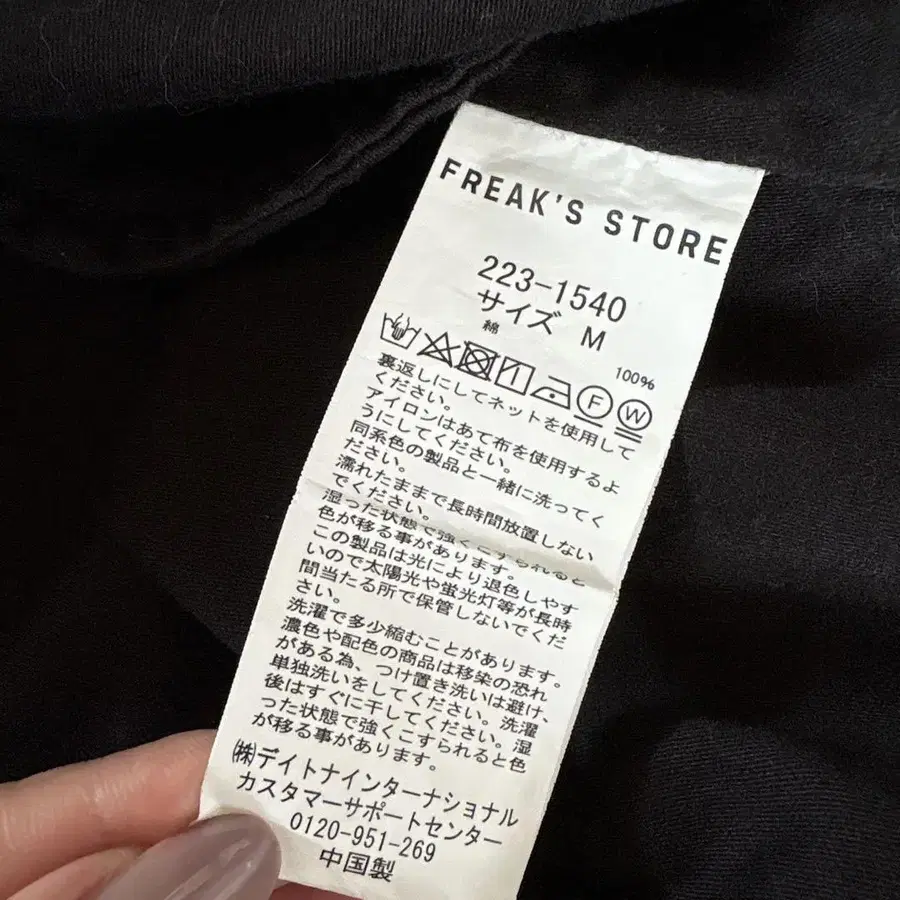 FREAK'S STORE
223-1540
サイズ M
綿 100%
F W
裏返しにしてネットを使用して
ください。
アイロンはあて布を使用するよ
うにしてください。
同系色の製品と一緒に洗ってく
ださい。
濡れたままで長時間放置しない
でください。
湿った状態で強くこすられると
色が移る事があります。
この製品は光により退色しやす
いので太陽光や蛍光灯等が長時
間当たる所で保管しないでくだ
さい。
洗濯で多少縮むことがあります。
濃色や配色の商品は移染の恐れ
がある為、つけ置き洗いは避け、
単独洗いをしてください。洗濯
後はすぐに干してください。湿
った状態で強くこすられると色
が移る事があります。
㈱デイトナインターナショナル
カスタマーサポートセンター
0120-951-269
中国製